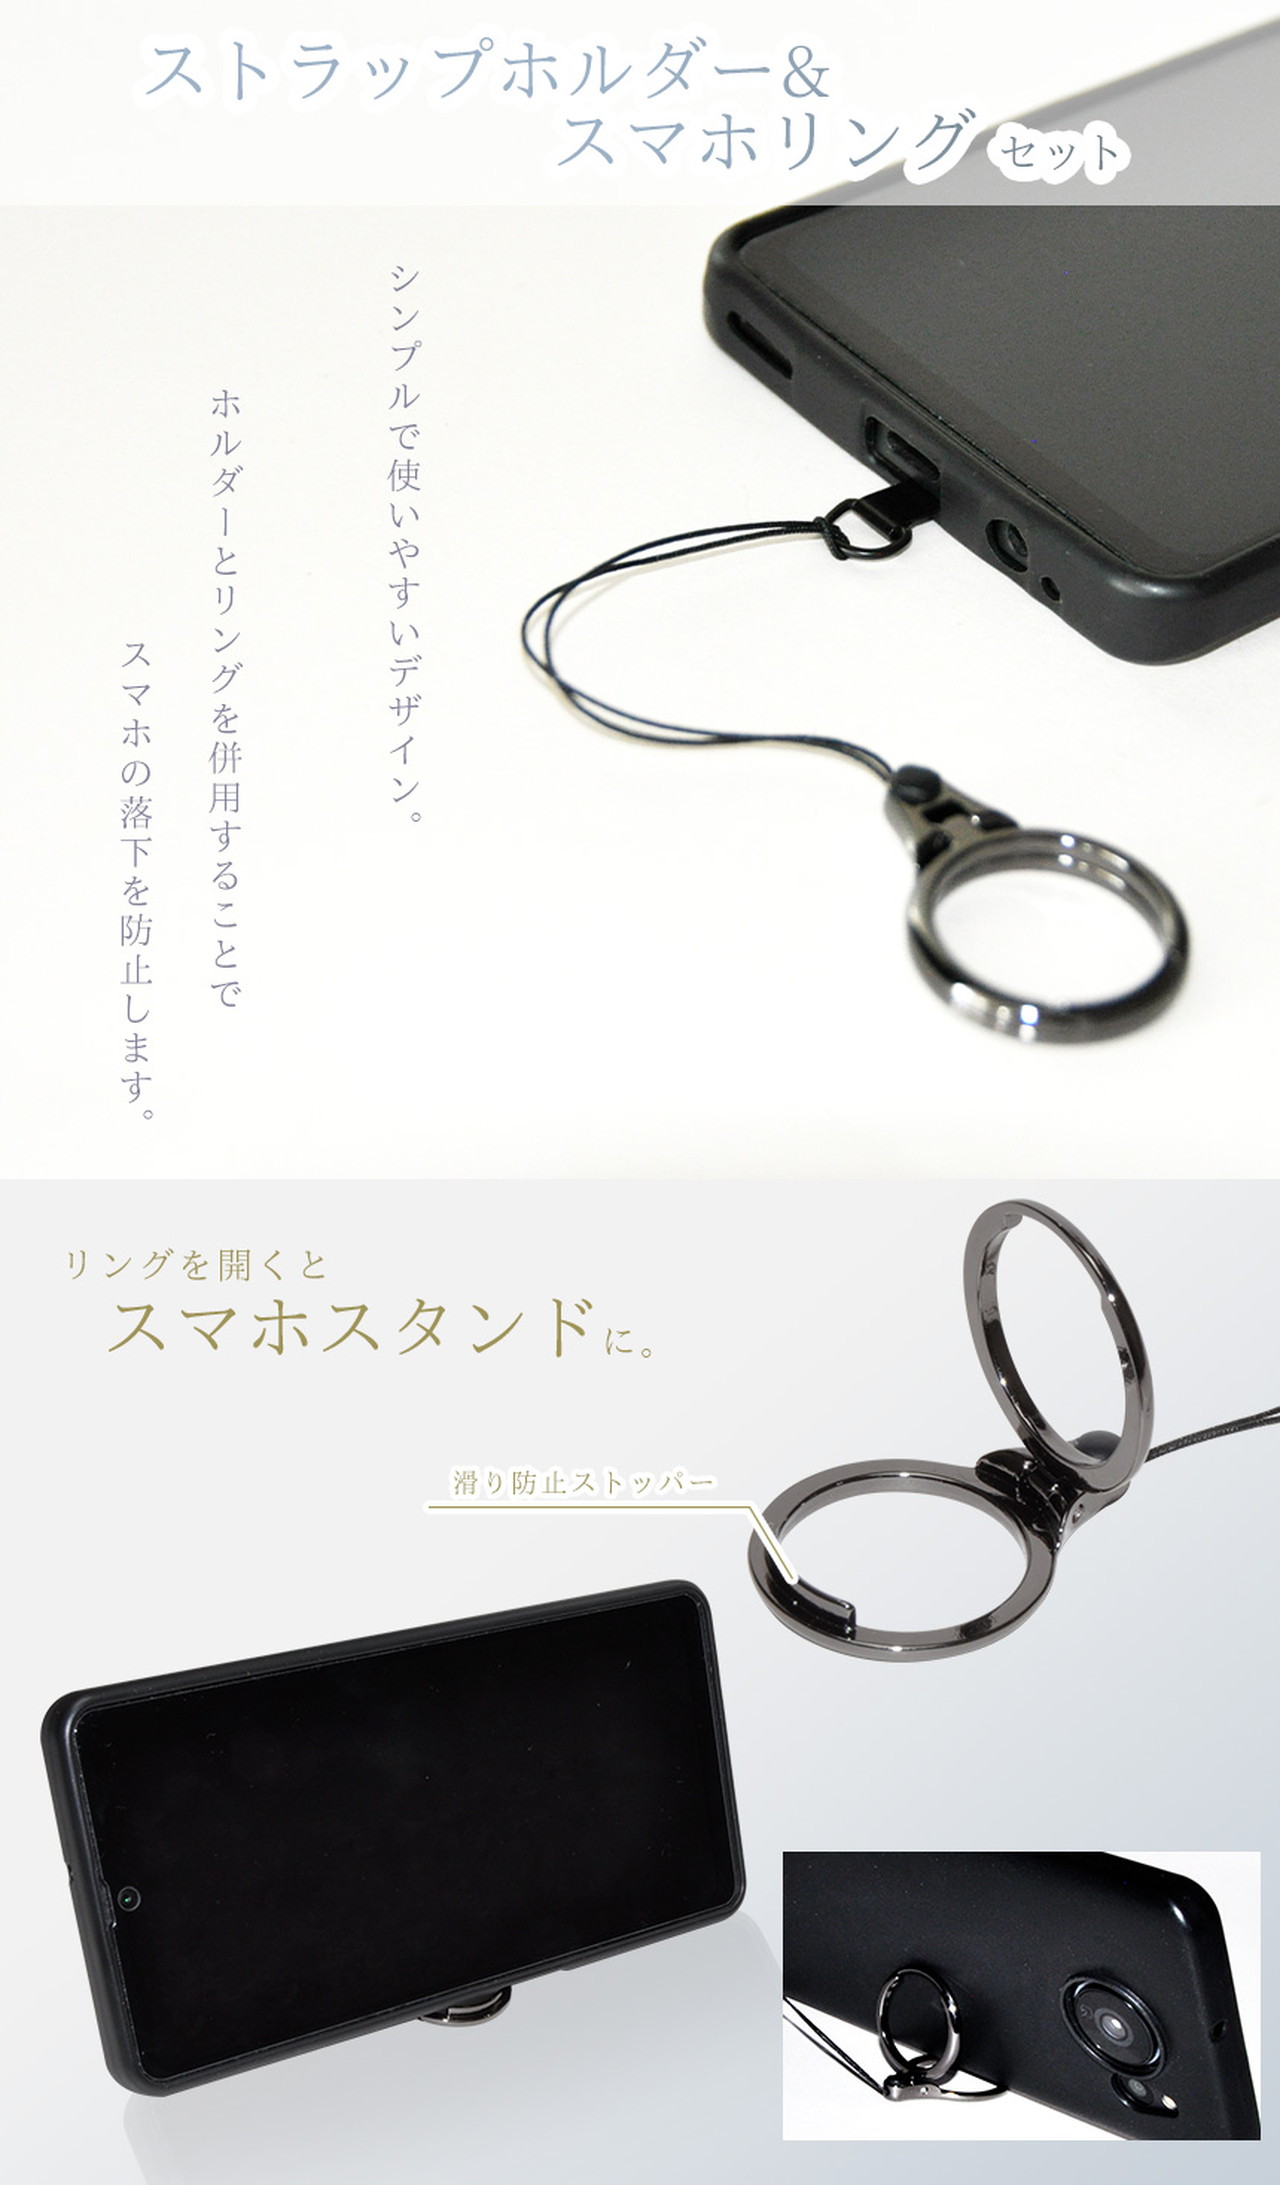 ストラップホルダー&
スマホリング セット
シンプルで使いやすいデザイン。
ホルダーとリングを併用することで
スマホの落下を防止します。
リングを開くと
スマホスタンドに。
滑り防止ストッパー